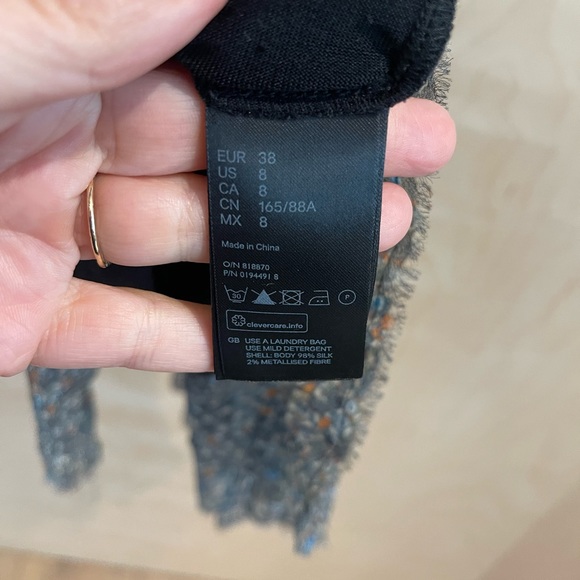 EUR 38
US 8
CA 8
CN 165/88A
MX 8
Made in China
O/N 818870
P/N 0194491 8
30
P
clevercare.info
GB USE A LAUNDRY BAG
USE MILD DETERGENT
SHELL: BODY 98% SILK
2% METALLISED FIBRE